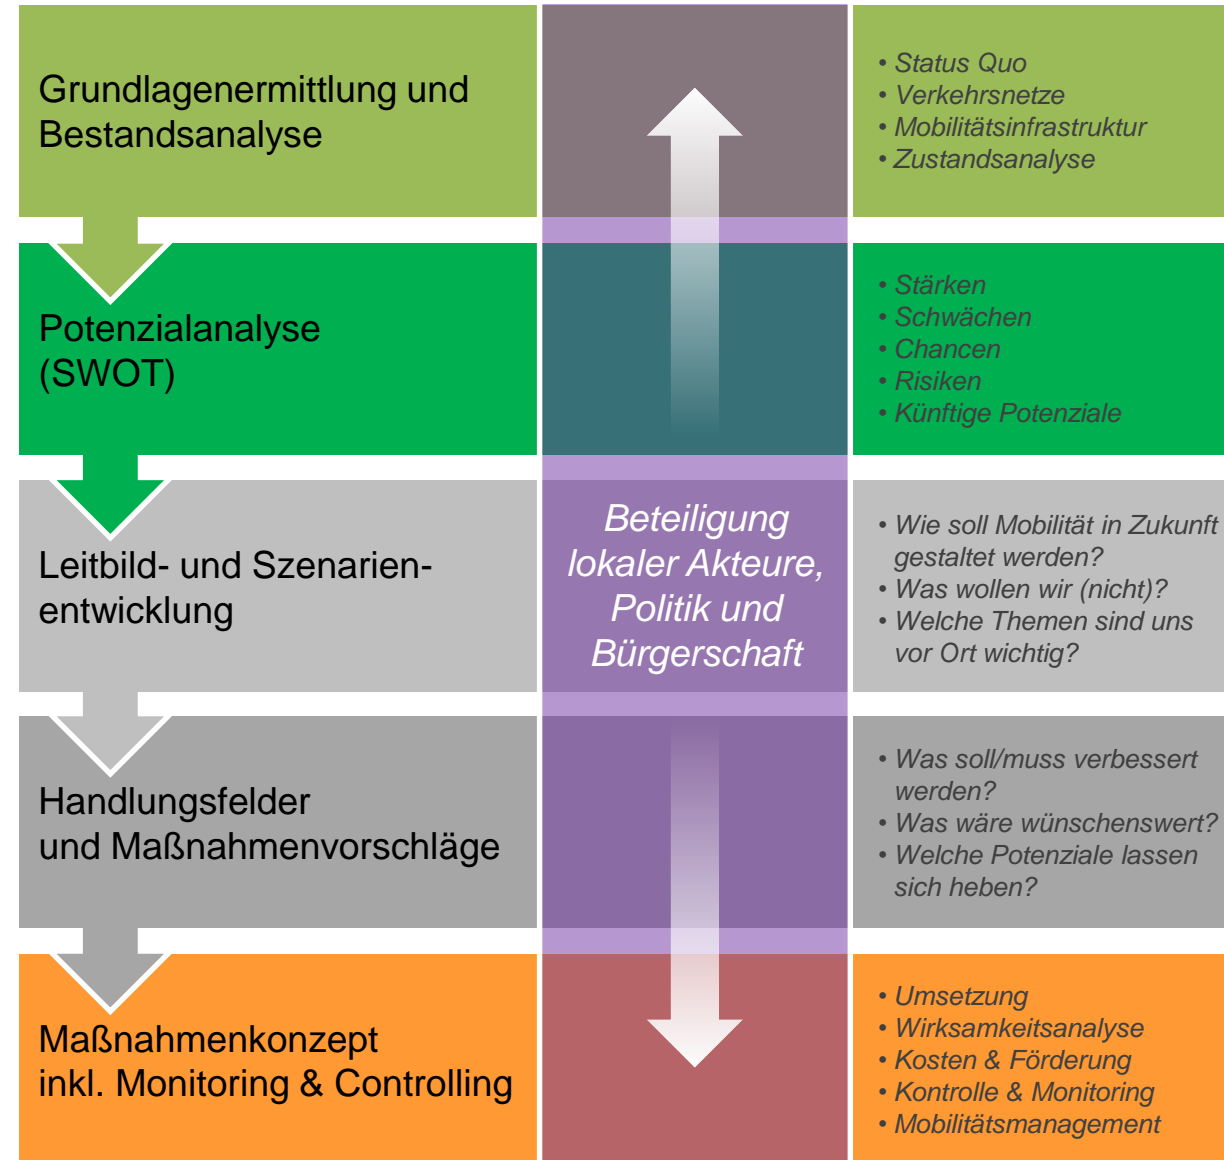 Grundlagenermittlung und
Bestandsanalyse
• Status Quo
• Verkehrsnetze
• Mobilitätsinfrastruktur
• Zustandsanalyse
Potenzialanalyse
(SWOT)
• Stärken
• Schwächen
• Chancen
• Risiken
• Künftige Potenziale
Leitbild- und Szenarien-
entwicklung
Beteiligung
lokaler Akteure,
Politik und
Bürgerschaft
• Wie soll Mobilität in Zukunft
gestaltet werden?
• Was wollen wir (nicht)?
• Welche Themen sind uns
vor Ort wichtig?
Handlungsfelder
und Maßnahmenvorschläge
• Was soll/muss verbessert
werden?
• Was wäre wünschenswert?
• Welche Potenziale lassen
sich heben?
Maßnahmenkonzept
inkl. Monitoring & Controlling
• Umsetzung
• Wirksamkeitsanalyse
• Kosten & Förderung
• Kontrolle & Monitoring
• Mobilitätsmanagement